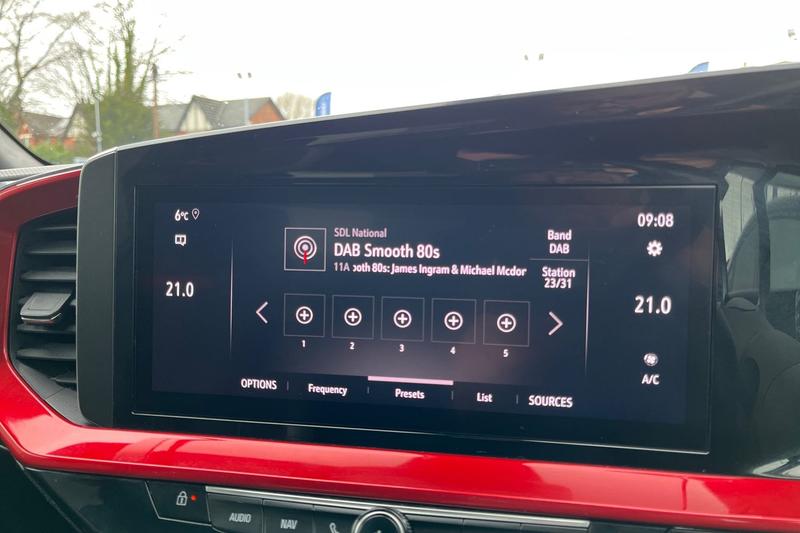 6°C
21.0
SDL National
DAB Smooth 80s
11A ooth 80s: James Ingram & Michael Mcdor
Band
DAB
Station
23/31
1 2 3 4 5
OPTIONS Frequency Presets List SOURCES
09:08
21.0
A/C
AUDIO NAV